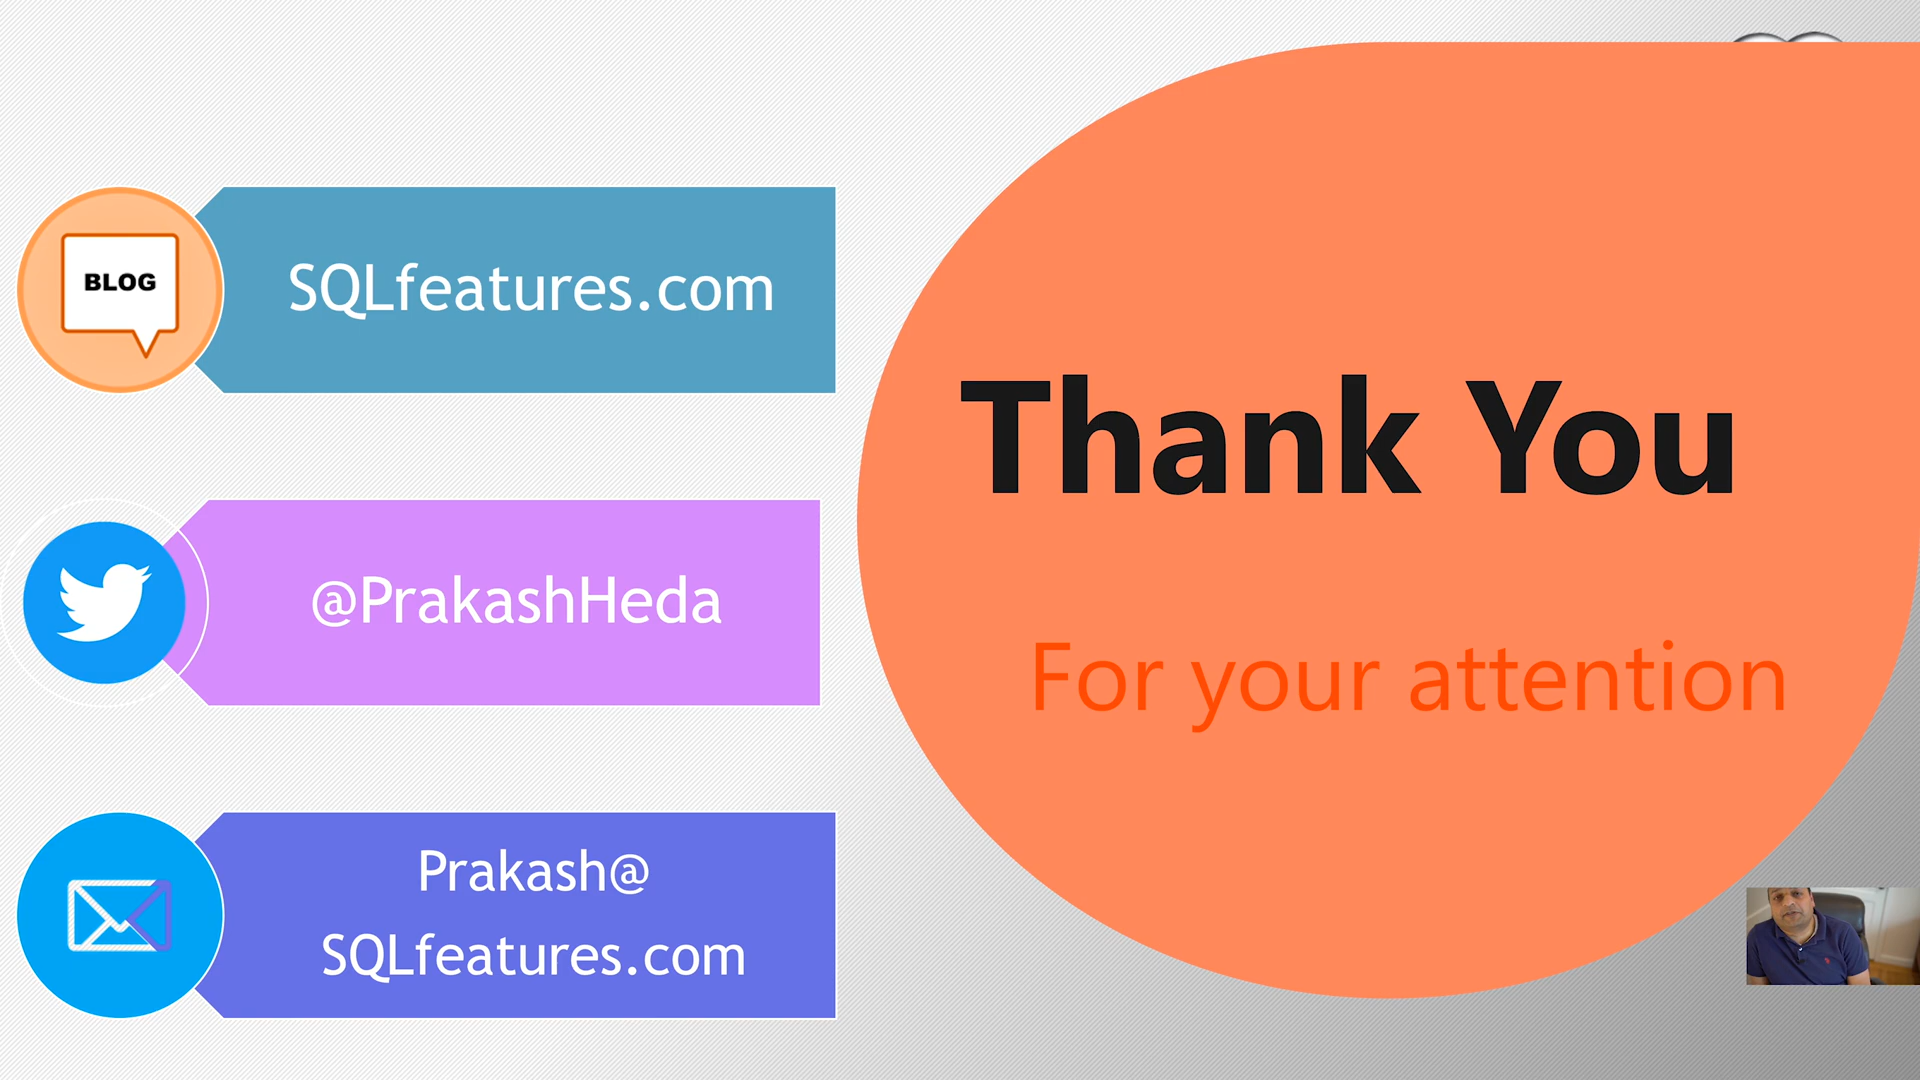 BLOG
SQLfeatures.com
@PrakashHeda
Prakash@
SQLfeatures.com
Thank You
For your attention